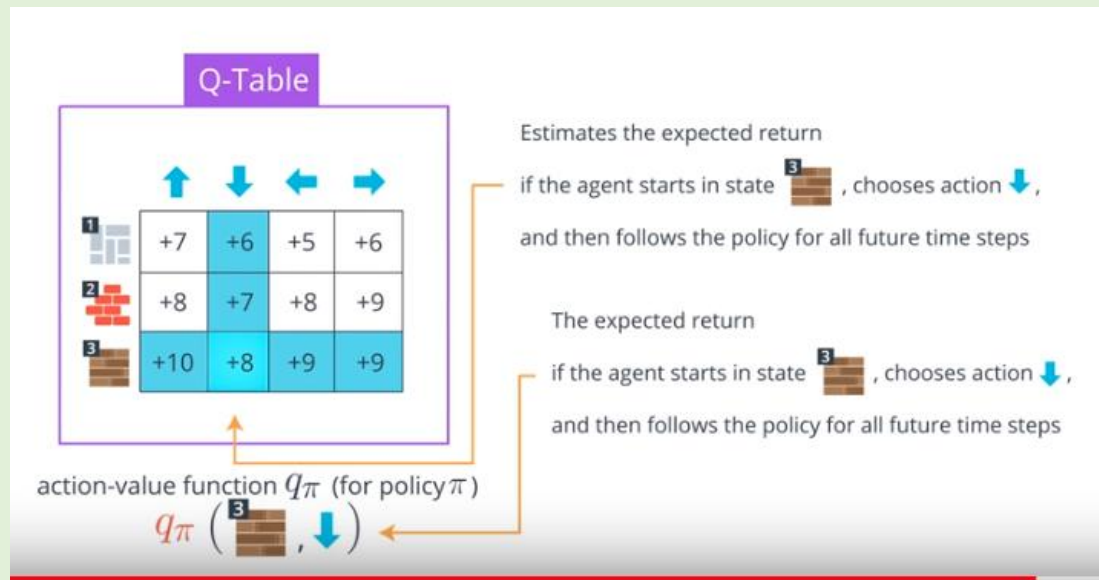 Q-Table
Estimates the expected return
if the agent starts in state 3 , chooses action ,
and then follows the policy for all future time steps
1 +7 +6 +5 +6
2 +8 +7 +8 +9
3 +10 +8 +9 +9
The expected return
if the agent starts in state 3 , chooses action ,
and then follows the policy for all future time steps
action-value function qπ (for policy π)
qπ ( 3 , )